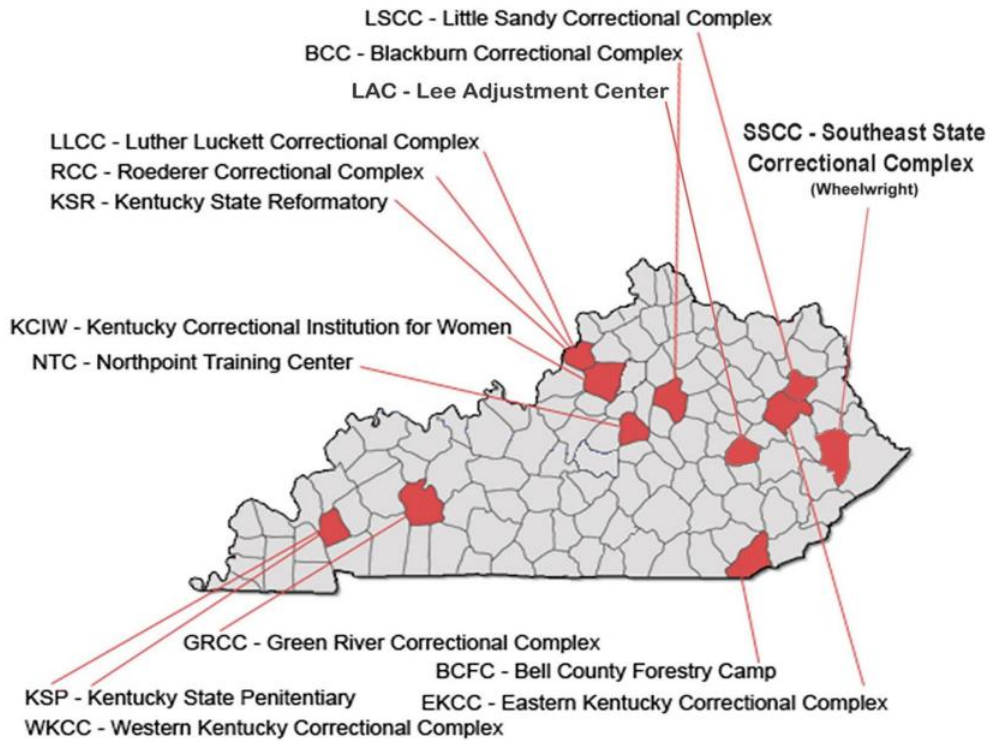 LSCC - Little Sandy Correctional Complex
BCC - Blackburn Correctional Complex
LAC - Lee Adjustment Center
SSCC - Southeast State
Correctional Complex
(Wheelwright)
LLCC - Luther Luckett Correctional Complex
RCC - Roederer Correctional Complex
KSR - Kentucky State Reformatory
KCIW - Kentucky Correctional Institution for Women
NTC - Northpoint Training Center
GRCC - Green River Correctional Complex
BCFC - Bell County Forestry Camp
KSP - Kentucky State Penitentiary
EKCC - Eastern Kentucky Correctional Complex
WKCC - Western Kentucky Correctional Complex